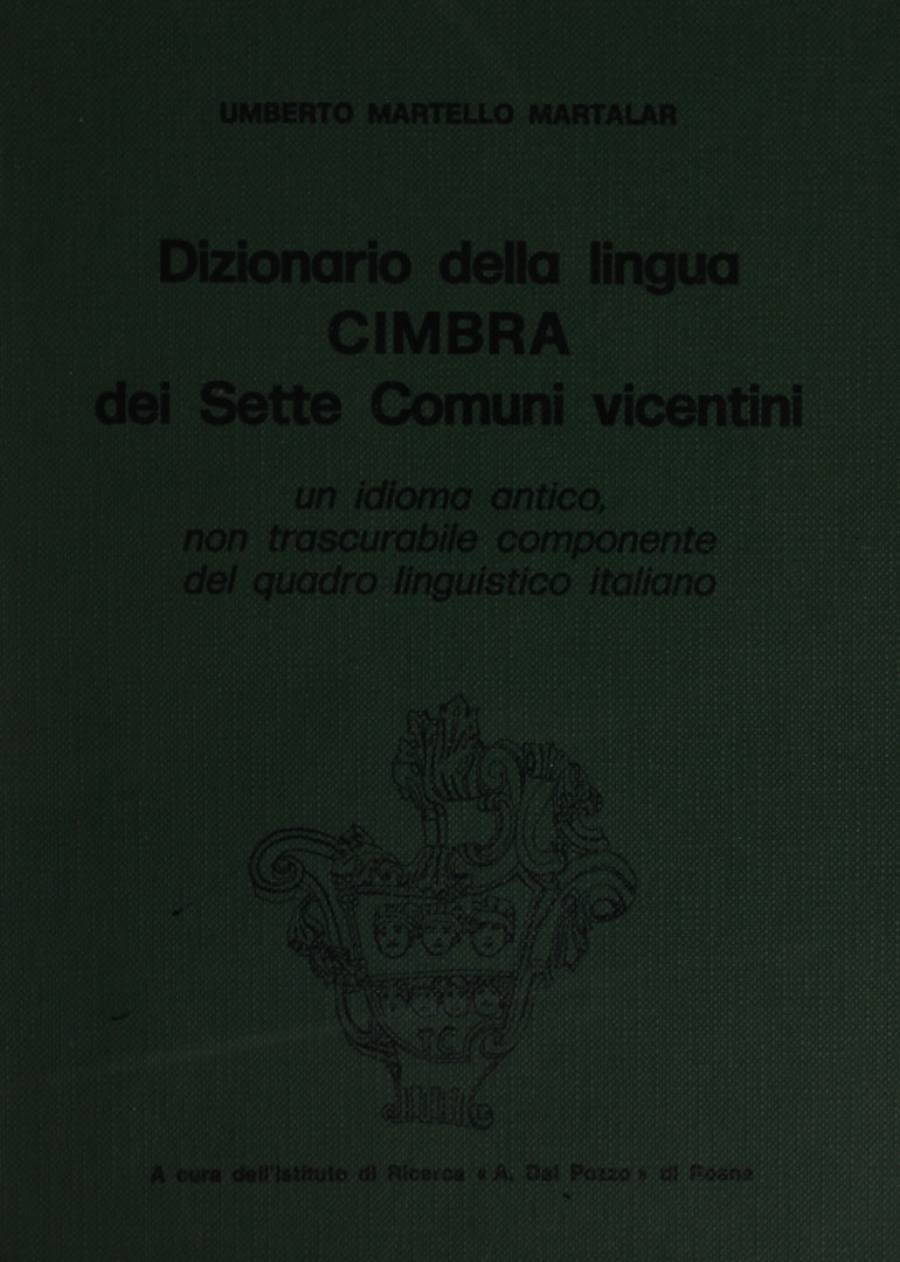 UMBERTO MARTELLO MARTALAR
Dizionario della lingua
CIMBRA
dei Sette Comuni vicentini
un idioma antico,
non trascurabile componente
del quadro linguistico italiano
A cura dell'Istituto di Ricerca « A. Dal Pozzo » di Roana